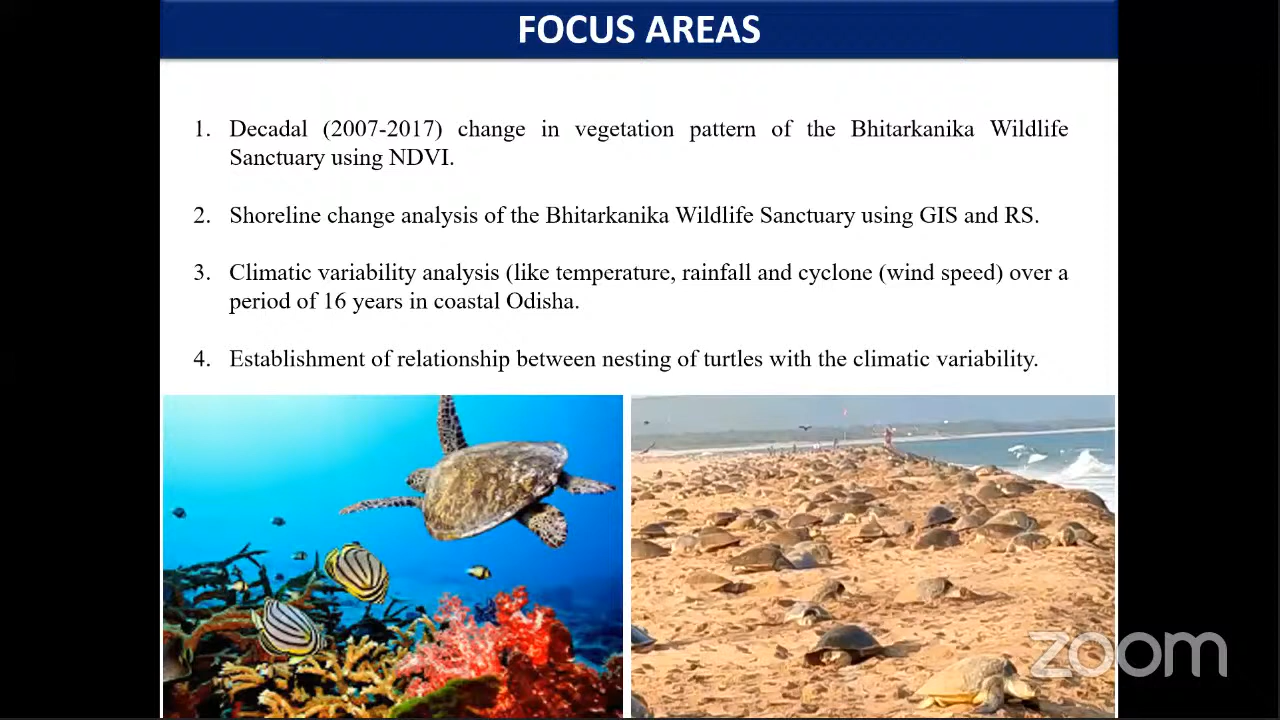 FOCUS AREAS
1. Decadal (2007-2017) change in vegetation pattern of the Bhitarkanika Wildlife
Sanctuary using NDVI.
2. Shoreline change analysis of the Bhitarkanika Wildlife Sanctuary using GIS and RS.
3. Climatic variability analysis (like temperature, rainfall and cyclone (wind speed) over a
period of 16 years in coastal Odisha.
4. Establishment of relationship between nesting of turtles with the climatic variability.
zoom